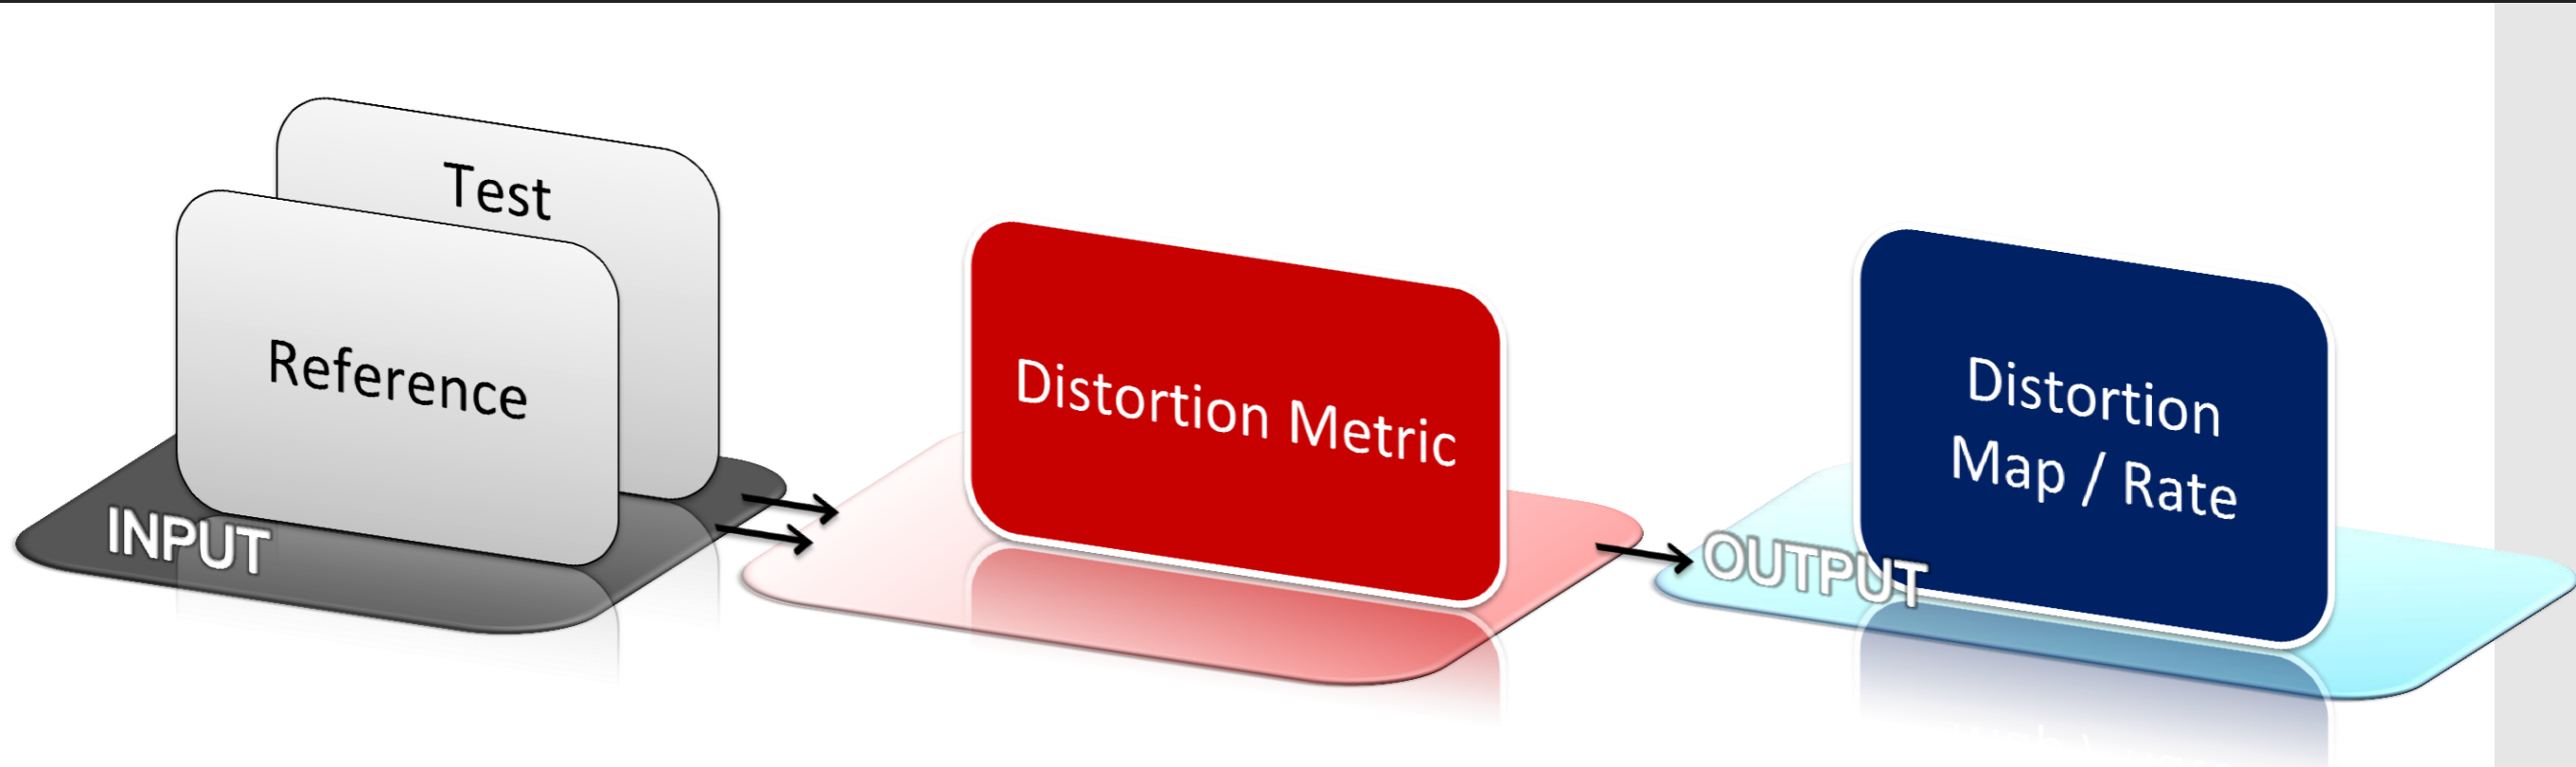 Test
Reference
INPUT
Distortion Metric
Distortion
Map / Rate
OUTPUT